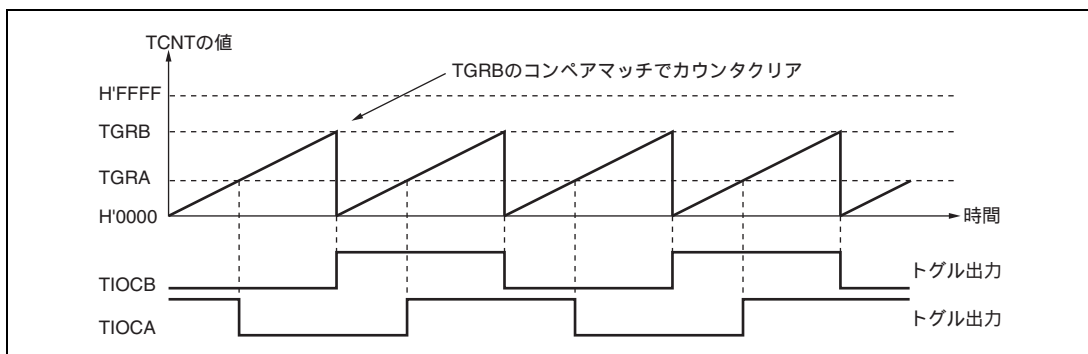 TCNTの値
TGRBのコンペアマッチでカウンタクリア
H'FFFF
TGRB
TGRA
H'0000
時間
TIOCB
トグル出力
TIOCA
トグル出力